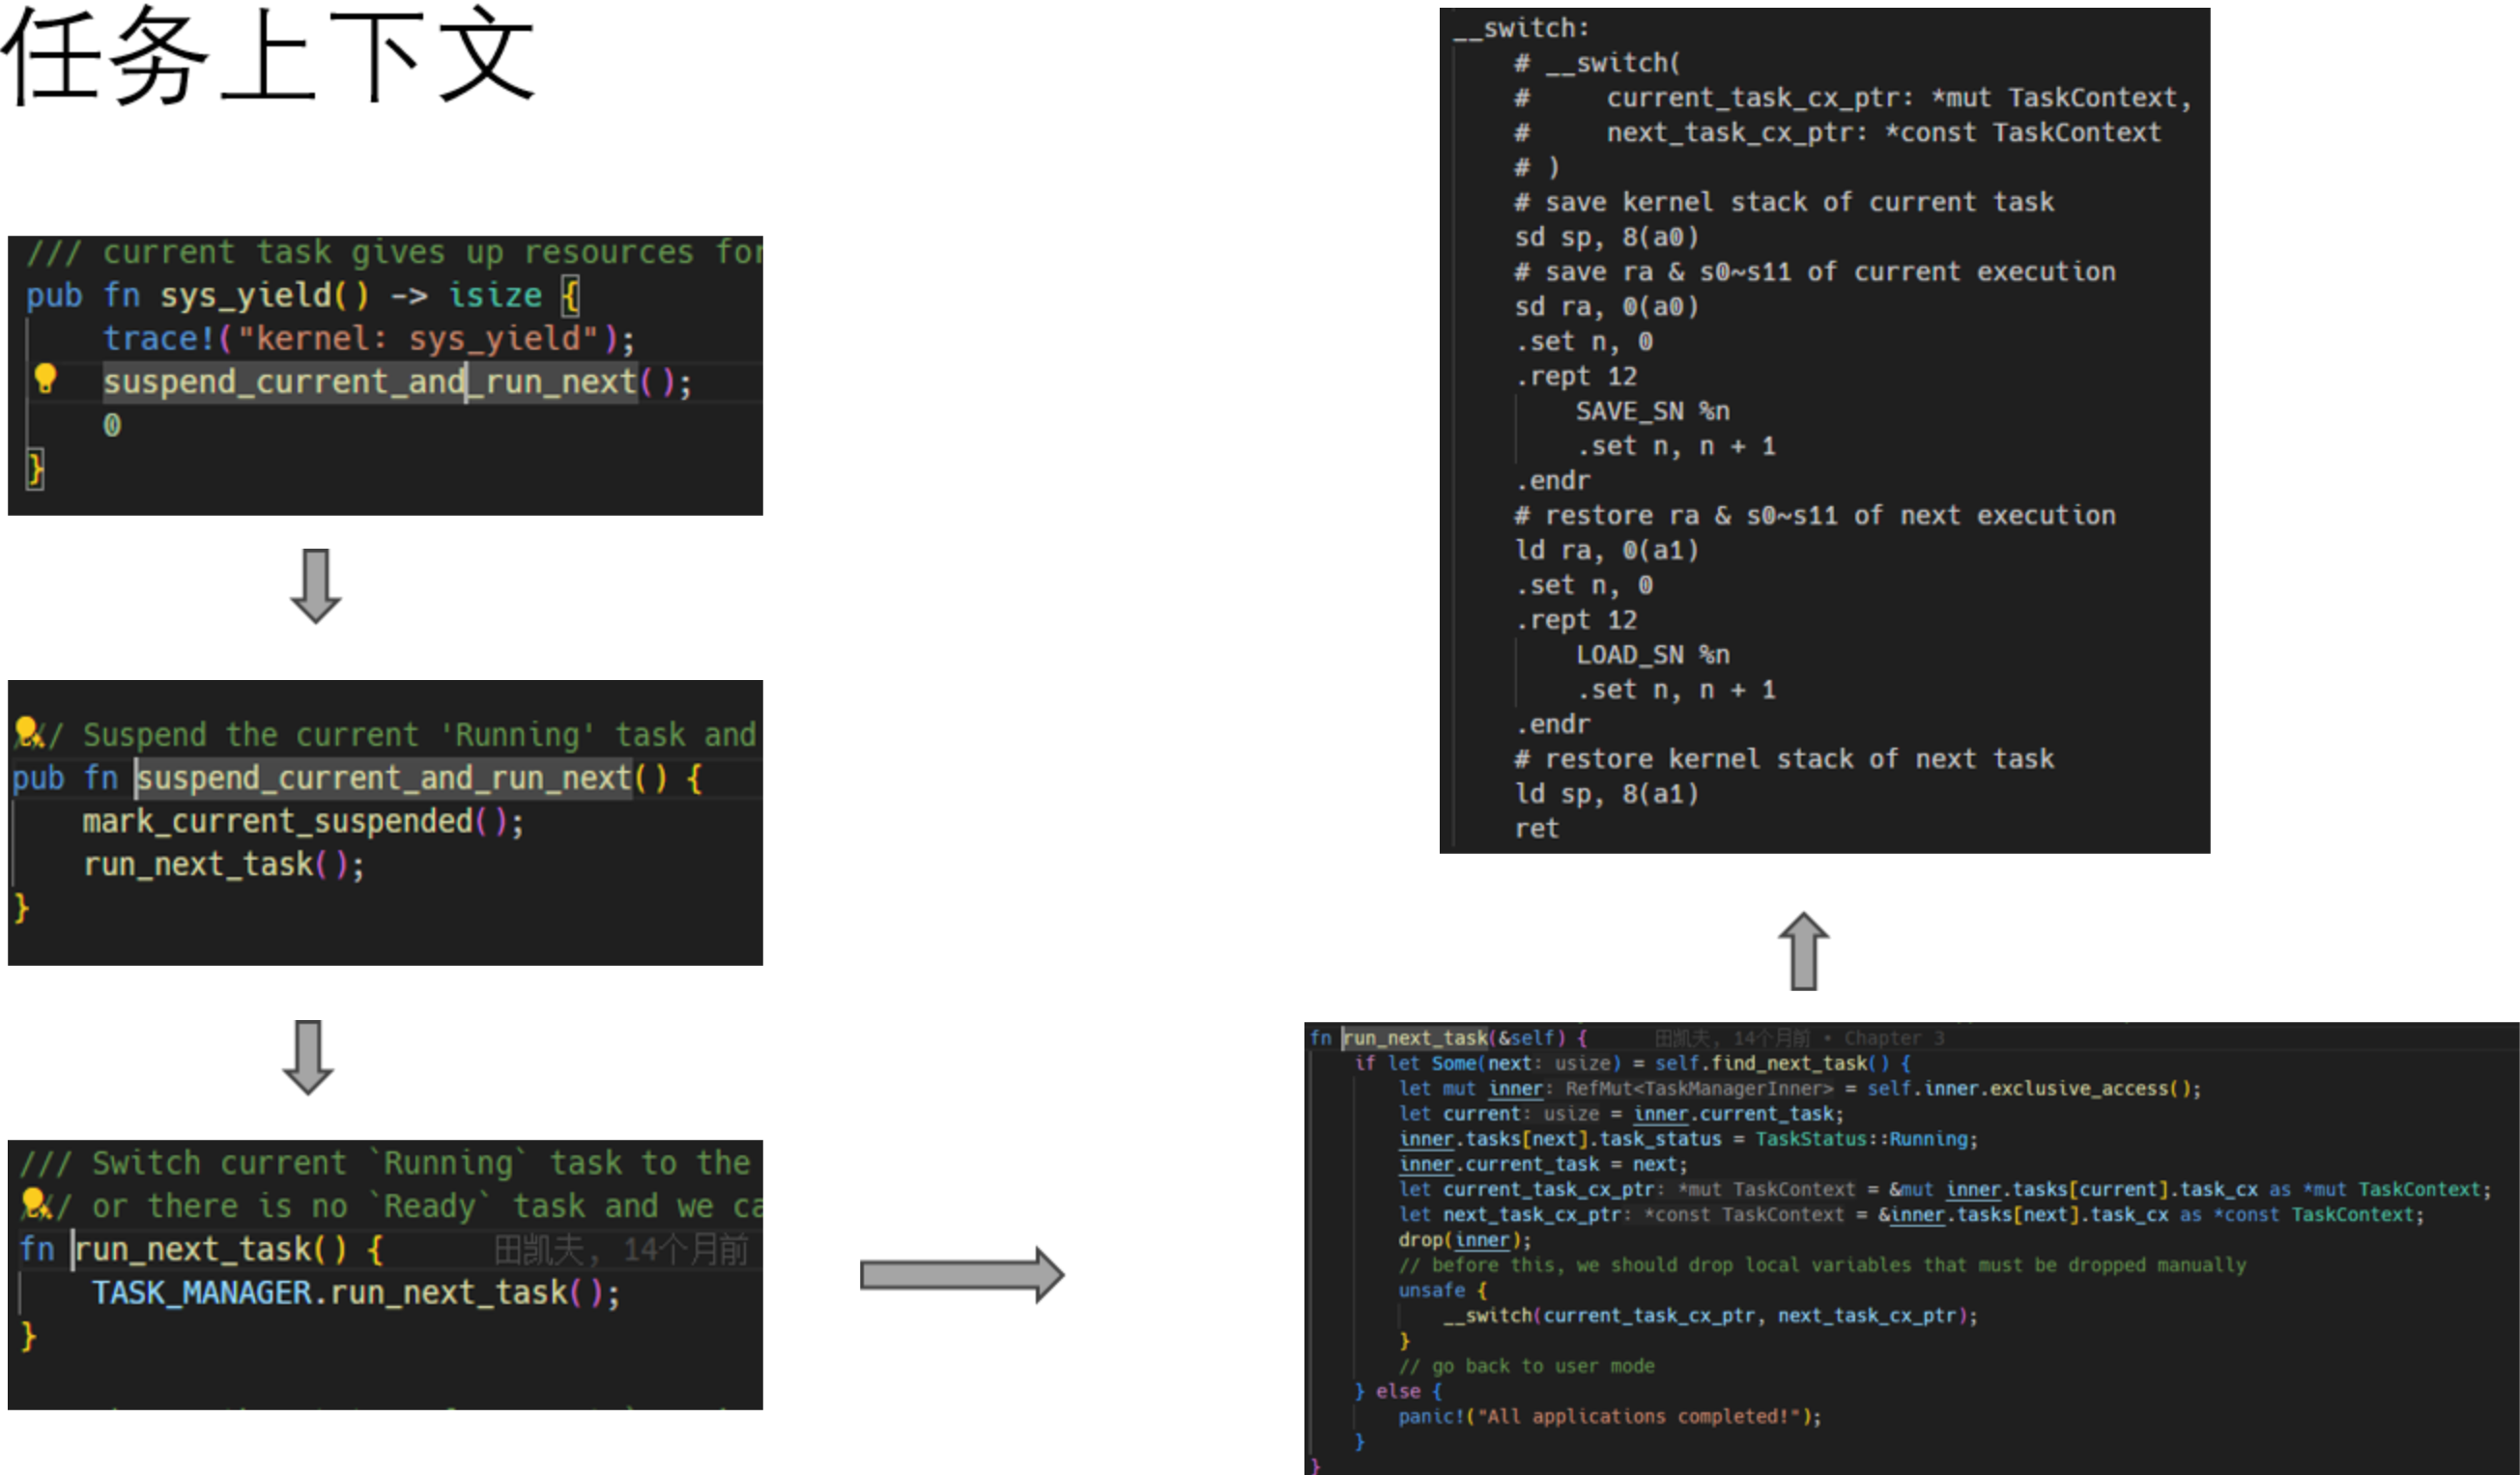 任务上下文
/// current task gives up resources for
pub fn sys_yield() -> isize {
    trace!("kernel: sys_yield");
    suspend_current_and_run_next();
    0
}
/// Suspend the current 'Running' task and
pub fn suspend_current_and_run_next() {
    mark_current_suspended();
    run_next_task();
}
/// Switch current `Running` task to the
/// or there is no `Ready` task and we ca
fn run_next_task() {        田凯夫, 14个月前
    TASK_MANAGER.run_next_task();
}
fn run_next_task(&self) {        田凯夫, 14个月前 • Chapter 3
    if let Some(next: usize) = self.find_next_task() {
        let mut inner: RefMut<TaskManagerInner> = self.inner.exclusive_access();
        let current: usize = inner.current_task;
        inner.tasks[next].task_status = TaskStatus::Running;
        inner.current_task = next;
        let current_task_cx_ptr: *mut TaskContext = &mut inner.tasks[current].task_cx as *mut TaskContext;
        let next_task_cx_ptr: *const TaskContext = &inner.tasks[next].task_cx as *const TaskContext;
        drop(inner);
        // before this, we should drop local variables that must be dropped manually
        unsafe {
            __switch(current_task_cx_ptr, next_task_cx_ptr);
        }
        // go back to user mode
    } else {
        panic!("All applications completed!");
    }
}
__switch:
    # __switch(
    #     current_task_cx_ptr: *mut TaskContext,
    #     next_task_cx_ptr: *const TaskContext
    # )
    # save kernel stack of current task
    sd sp, 8(a0)
    # save ra & s0~s11 of current execution
    sd ra, 0(a0)
    .set n, 0
    .rept 12
        SAVE_SN %n
        .set n, n + 1
    .endr
    # restore ra & s0~s11 of next execution
    ld ra, 0(a1)
    .set n, 0
    .rept 12
        LOAD_SN %n
        .set n, n + 1
    .endr
    # restore kernel stack of next task
    ld sp, 8(a1)
    ret